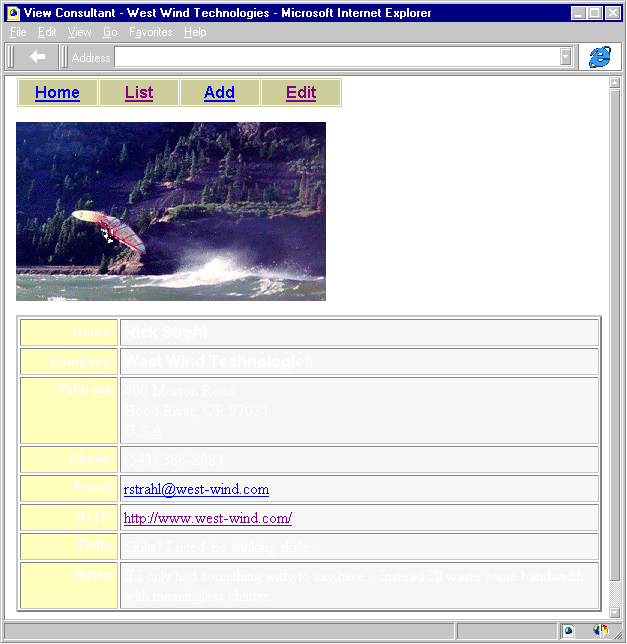 View Consultant - West Wind Technologies - Microsoft Internet Explorer
File Edit View Go Favorites Help
Address
Home List Add Edit
Name: Rick Strahl
Company: West Wind Technologies
Address: 400 Morton Road
Hood River, OR 97031
U.S.A.
Phone: (541) 386-2087
Email: rstrahl@west-wind.com
HTTP: http://www.west-wind.com/
Skills: Skills? I need 'no stinking skills
Notes: If I only had something witty to say here... Instead I'll waste some bandwidth
with meaningless chatter.